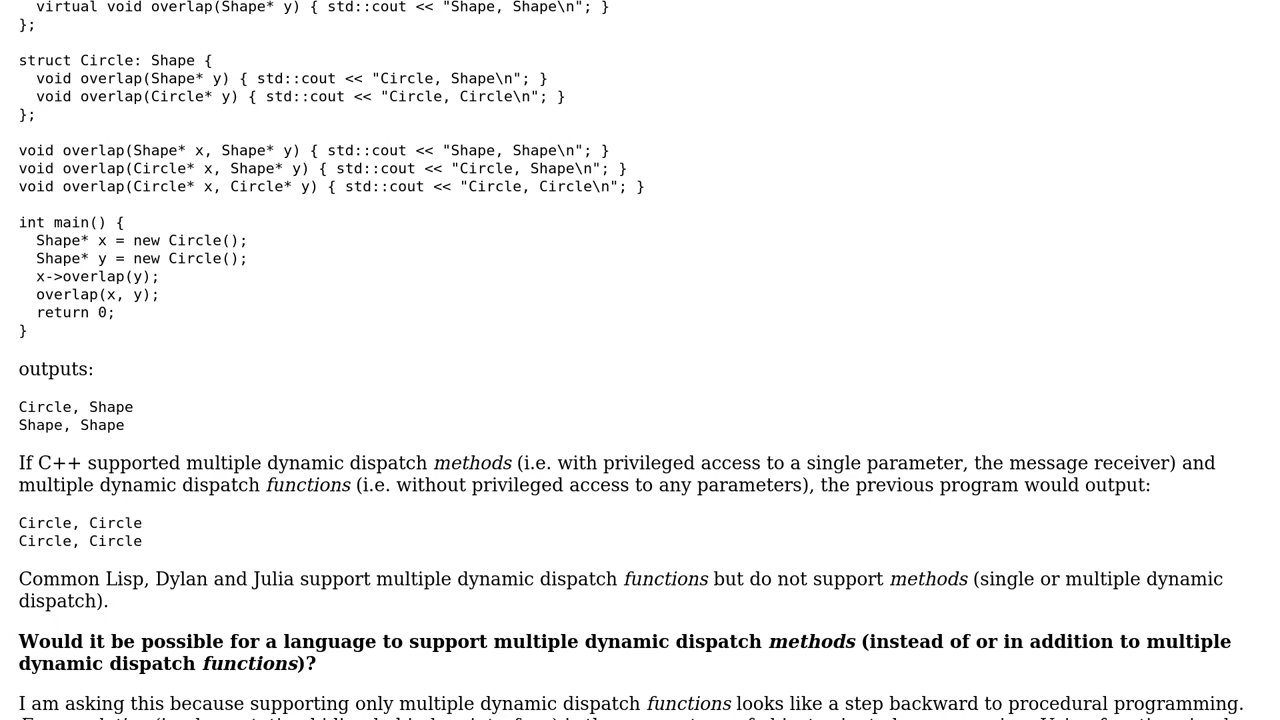 virtual void overlap(Shape* y) { std::cout << "Shape, Shape\n"; }
};
struct Circle: Shape {
void overlap(Shape* y) { std::cout << "Circle, Shape\n"; }
void overlap(Circle* y) { std::cout << "Circle, Circle\n"; }
};
void overlap(Shape* x, Shape* y) { std::cout << "Shape, Shape\n"; }
void overlap(Circle* x, Shape* y) { std::cout << "Circle, Shape\n"; }
void overlap(Circle* x, Circle* y) { std::cout << "Circle, Circle\n"; }
int main() {
Shape* x = new Circle();
Shape* y = new Circle();
x->overlap(y);
overlap(x, y);
return 0;
}
outputs:
Circle, Shape
Shape, Shape
If C++ supported multiple dynamic dispatch methods (i.e. with privileged access to a single parameter, the message receiver) and
multiple dynamic dispatch functions (i.e. without privileged access to any parameters), the previous program would output:
Circle, Circle
Circle, Circle
Common Lisp, Dylan and Julia support multiple dynamic dispatch functions but do not support methods (single or multiple dynamic
dispatch).
Would it be possible for a language to support multiple dynamic dispatch methods (instead of or in addition to multiple
dynamic dispatch functions)?
I am asking this because supporting only multiple dynamic dispatch functions looks like a step backward to procedural programming.